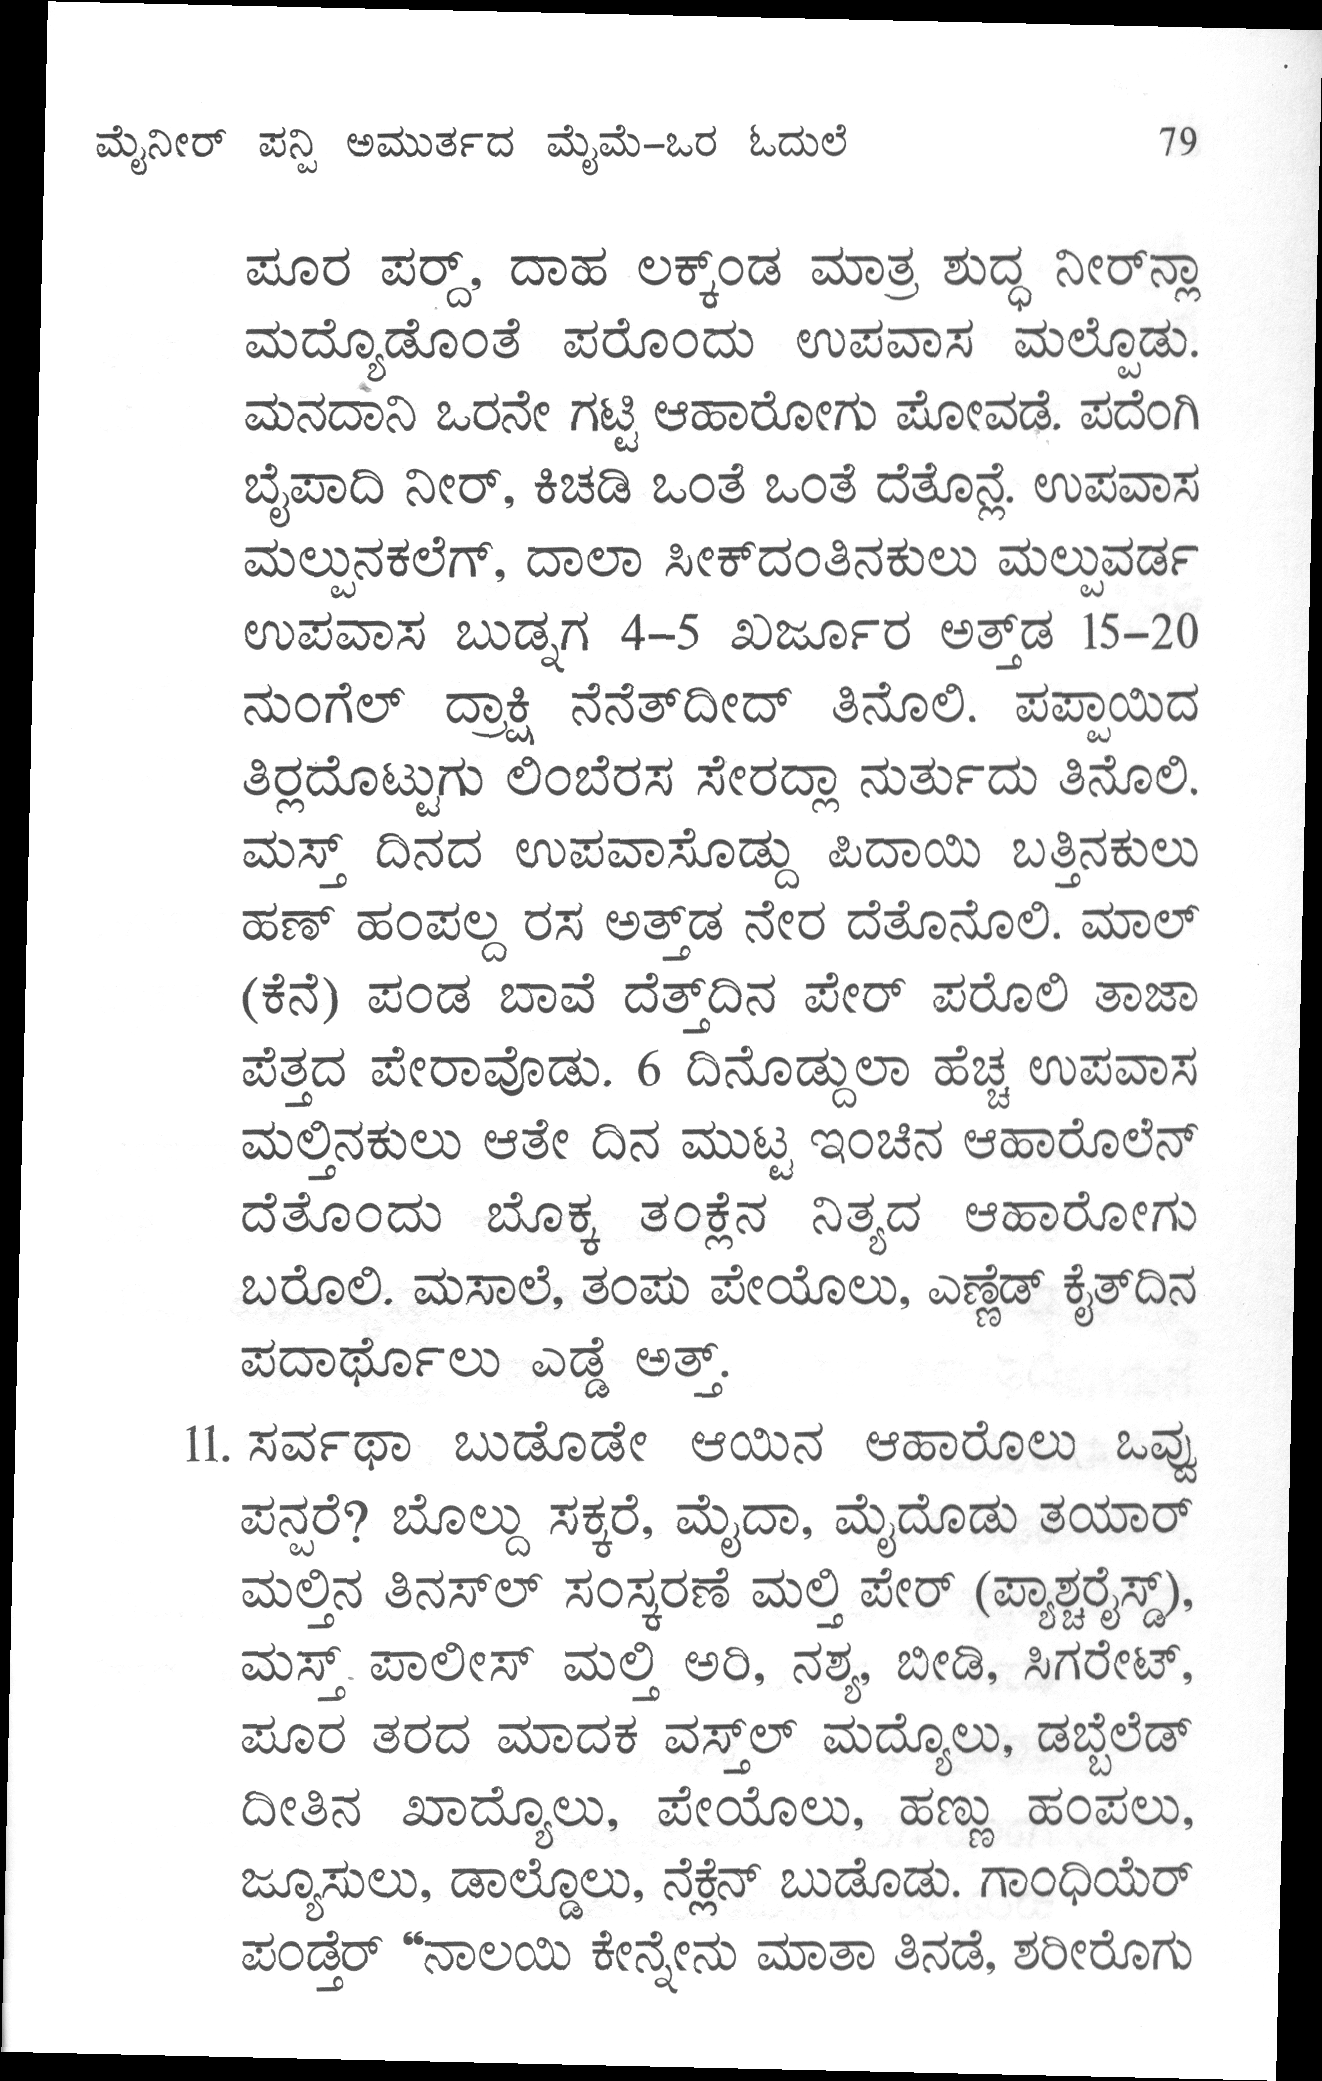 ಮೈನೀರ್ ಪನ್ಪಿ ಅಮುರ್ತದ ಮೈಮೆ-ಒರ ಓದುಲೆ 79
ಪೂರ ಪರ್ದ್, ದಾಹ ಲಕ್ಕ್ಂಡ ಮಾತ್ರ ಶುದ್ಧ ನೀರ್‌ನ್ಲಾ
ಮದ್ಯೊಡೊಂತೆ ಪರೊಂದು ಉಪವಾಸ ಮಲ್ಪೊಡು.
ಮನದಾನಿ ಒರನೇ ಗಟ್ಟಿ ಆಹಾರೋಗು ಪೋವಡೆ. ಪದೆಂಗಿ
ಬೈಪಾದಿ ನೀರ್, ಕಿಚಡಿ ಒಂತೆ ಒಂತೆ ದೆತೊನ್ಲೆ. ಉಪವಾಸ
ಮಲ್ಪುನಕಲೆಗ್, ದಾಲಾ ಸೀಕ್‌ದಂತಿನಕುಲು ಮಲ್ಪುವರ್ಡ
ಉಪವಾಸ ಬುಡ್ನಗ 4-5 ಖರ್ಜೂರ ಅತ್ತ್‌ಡ 15-20
ನುಂಗೆಲ್ ದ್ರಾಕ್ಷಿ ನೆನೆತ್‌ದೀದ್ ತಿನೊಲಿ. ಪಪ್ಪಾಯಿದ
ತಿರ್ಲದೊಟ್ಟುಗು ಲಿಂಬೆರಸ ಸೇರದ್ಲಾ ನುರ್ತುದು ತಿನೊಲಿ.
ಮಸ್ತ್ ದಿನದ ಉಪವಾಸೊಡ್ದು ಪಿದಾಯಿ ಬತ್ತಿನಕುಲು
ಹಣ್ ಹಂಪಲ್ದ ರಸ ಅತ್ತ್‌ಡ ನೇರ ದೆತೊನೊಲಿ. ಮಾಲ್
(ಕೆನೆ) ಪಂಡ ಬಾವೆ ದೆತ್ತ್‌ದಿನ ಪೇರ್ ಪರೊಲಿ ತಾಜಾ
ಪೆತ್ತದ ಪೇರಾವೊಡು. 6 ದಿನೊಡ್ದುಲಾ ಹೆಚ್ಚ ಉಪವಾಸ
ಮಲ್ತಿನಕುಲು ಆತೇ ದಿನ ಮುಟ್ಟ ಇಂಚಿನ ಆಹಾರೊಲೆನ್
ದೆತೊಂದು ಬೊಕ್ಕ ತಂಕ್ಲೆನ ನಿತ್ಯದ ಆಹಾರೋಗು
ಬರೊಲಿ. ಮಸಾಲೆ, ತಂಪು ಪೇಯೊಲು, ಎಣ್ಣೆಡ್ ಕೈತ್‌ದಿನ
ಪದಾರ್ಥೊಲು ಎಡ್ಡೆ ಅತ್ತ್.
11. ಸರ್ವಥಾ ಬುಡೊಡೇ ಆಯಿನ ಆಹಾರೊಲು ಒವ್ವು
ಪನ್ಪರೆ? ಬೊಲ್ದು ಸಕ್ಕರೆ, ಮೈದಾ, ಮೈದೊಡು ತಯಾರ್
ಮಲ್ತಿನ ತಿನಸ್‌ಲ್ ಸಂಸ್ಕರಣೆ ಮಲ್ತಿ ಪೇರ್ (ಪ್ಯಾಶ್ಚರೈಸ್ಡ್),
ಮಸ್ತ್ ಪಾಲೀಸ್ ಮಲ್ತಿ ಅರಿ, ನಶ್ಯ, ಬೀಡಿ, ಸಿಗರೇಟ್,
ಪೂರ ತರದ ಮಾದಕ ವಸ್ತ್‌ಲ್ ಮದ್ಯೊಲು, ಡಬ್ಬೆಲೆಡ್
ದೀತಿನ ಖಾದ್ಯೊಲು, ಪೇಯೊಲು, ಹಣ್ಣು ಹಂಪಲು,
ಜ್ಯೂಸುಲು, ಡಾಲ್ಡೊಲು, ನೆಕ್ಲೆನ್ ಬುಡೊಡು. ಗಾಂಧಿಯೆರ್
ಪಂಡ್ತೆರ್ “ನಾಲಯಿ ಕೇನ್ನೇನು ಮಾತಾ ತಿನಡೆ, ಶರೀರೊಗು